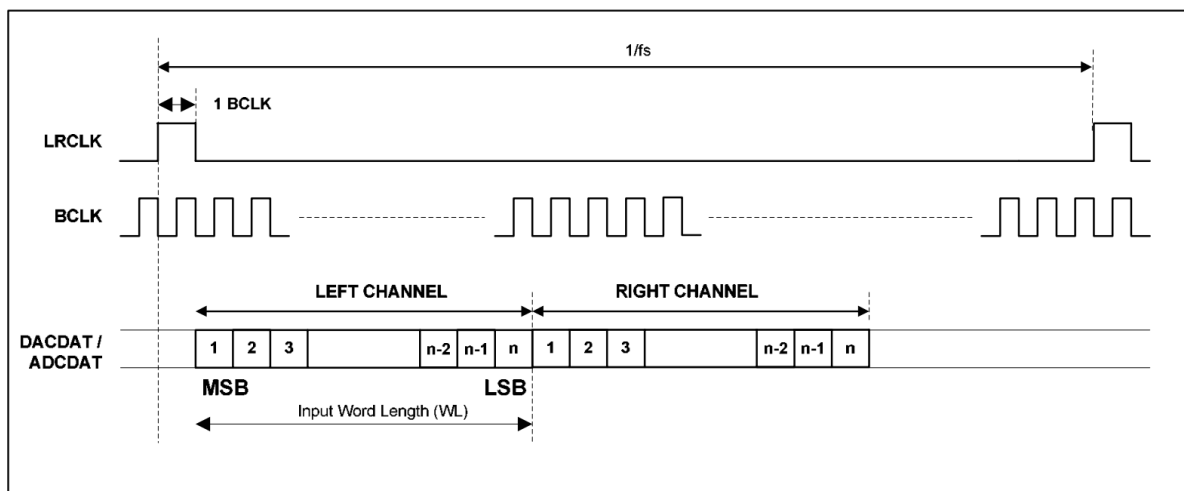 1/fs
1 BCLK
LRCLK
BCLK
LEFT CHANNEL RIGHT CHANNEL
DACDAT /
ADCDAT
1 2 3 n-2 n-1 n 1 2 3 n-2 n-1 n
MSB LSB
Input Word Length (WL)